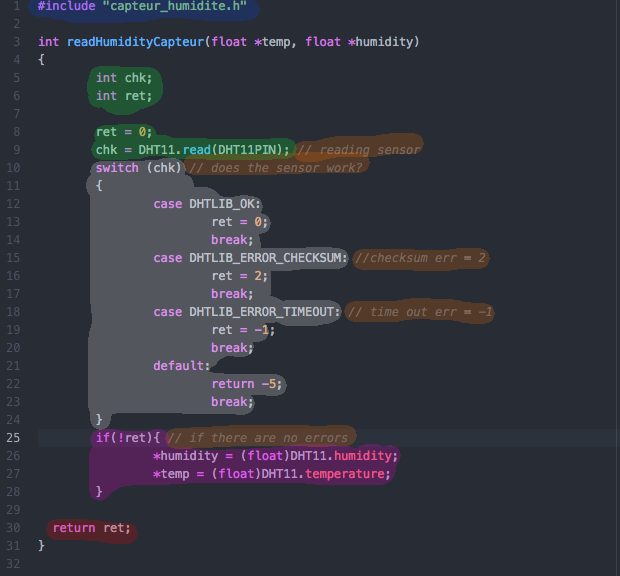 1 #include "capteur_humidite.h"
2
3 int readHumidityCapteur(float *temp, float *humidity)
4 {
5 int chk;
6 int ret;
7
8 ret = 0;
9 chk = DHT11.read(DHT11PIN); // reading sensor
10 switch (chk) // does the sensor work?
11 {
12 case DHTLIB_OK:
13 ret = 0;
14 break;
15 case DHTLIB_ERROR_CHECKSUM: //checksum err = 2
16 ret = 2;
17 break;
18 case DHTLIB_ERROR_TIMEOUT: // time out err = -1
19 ret = -1;
20 break;
21 default:
22 return -5;
23 break;
24 }
25 if(!ret){ // if there are no errors
26 *humidity = (float)DHT11.humidity;
27 *temp = (float)DHT11.temperature;
28 }
29
30 return ret;
31 }
32